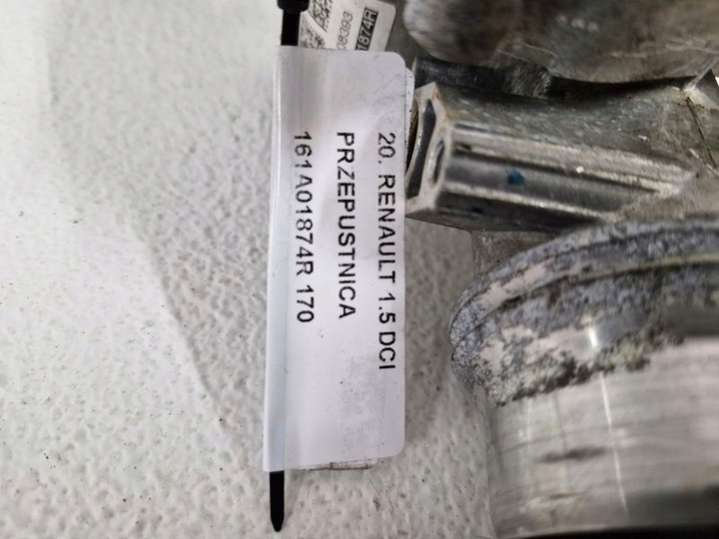 20. RENAULT 1.5 DCI
PRZEPUSTNICA
161A01874R 170